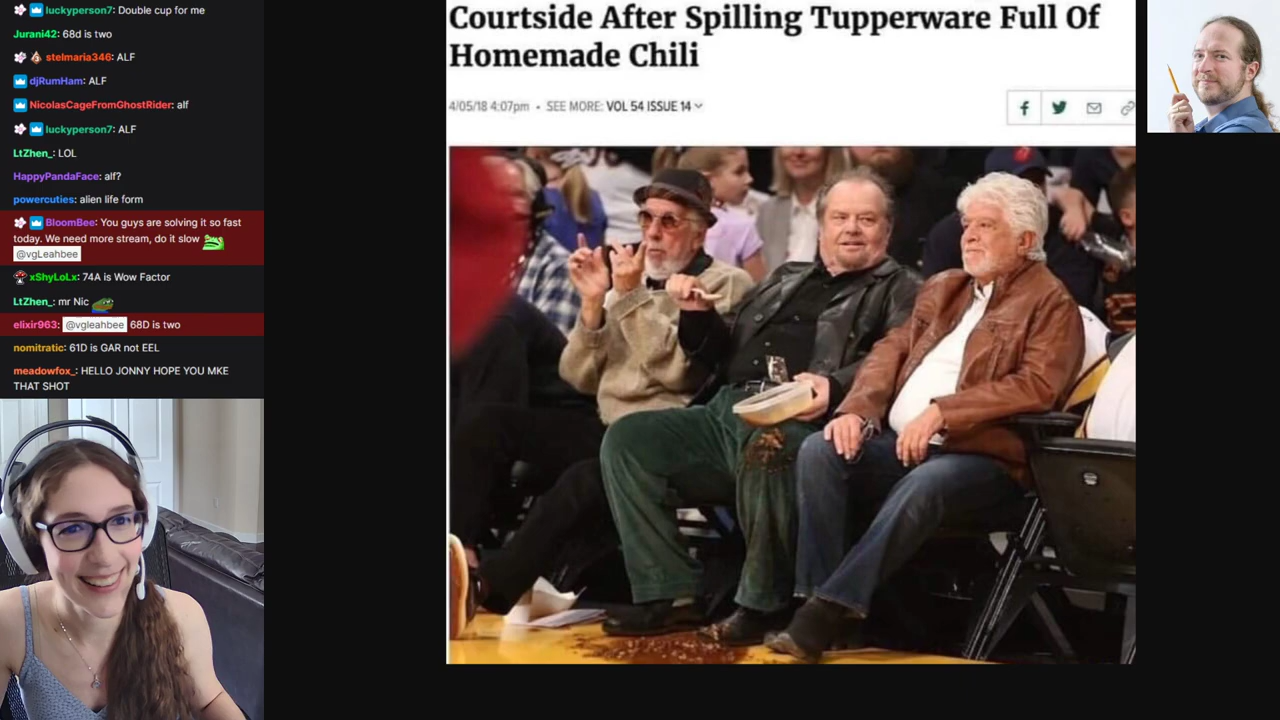 luckyperson7: Double cup for me
Jurani42: 68d is two
stelmaria346: ALF
djRumHam: ALF
NicolasCageFromGhostRider: alf
luckyperson7: ALF
LtZhen_: LOL
HappyPandaFace: alf?
powercuties: alien life form
BloomBee: You guys are solving it so fast
today. We need more stream, do it slow
@vgLeahbee
xShyLoLx: 74A is Wow Factor
LtZhen_: mr Nic
elixir963: @vgleahbee 68D is two
nomitratic: 61D is GAR not EEL
meadowfox_: HELLO JONNY HOPE YOU MKE
THAT SHOT
Courtside After Spilling Tupperware Full Of
Homemade Chili
4/05/18 4:07pm • SEE MORE: VOL 54 ISSUE 14